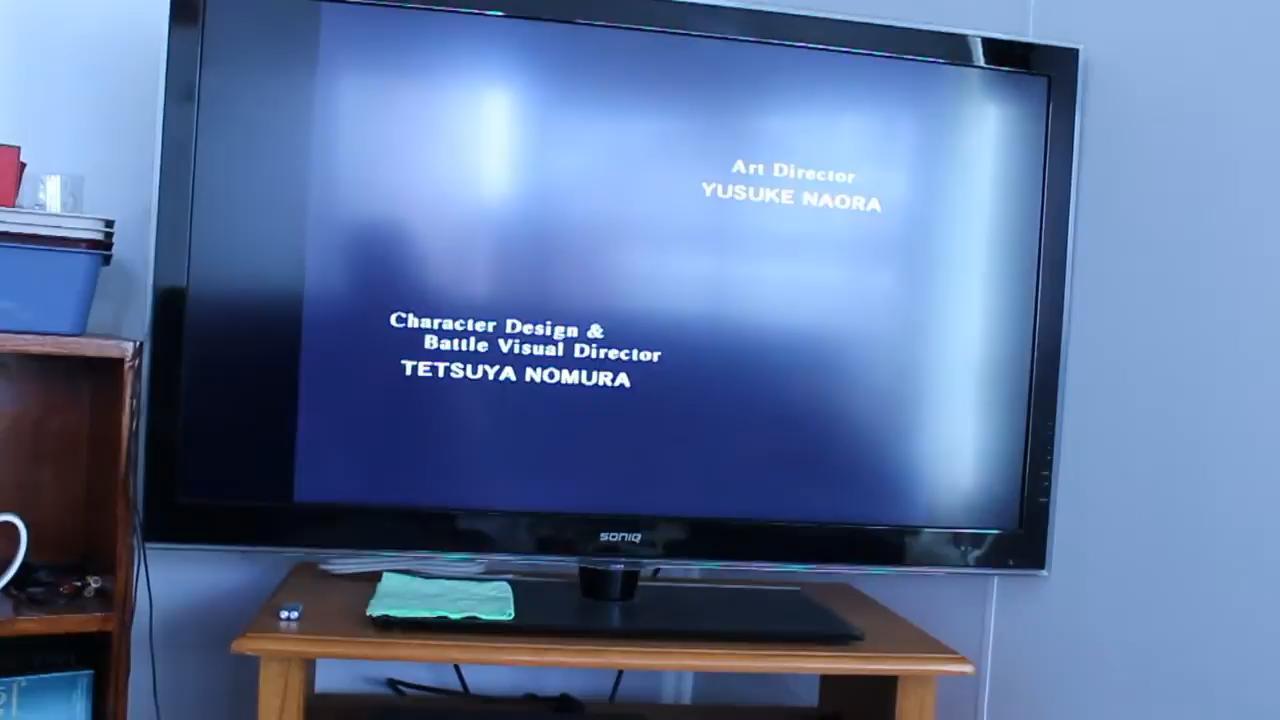 Art Director
YUSUKE NAORA
Character Design &
Battle Visual Director
TETSUYA NOMURA
SONIQ